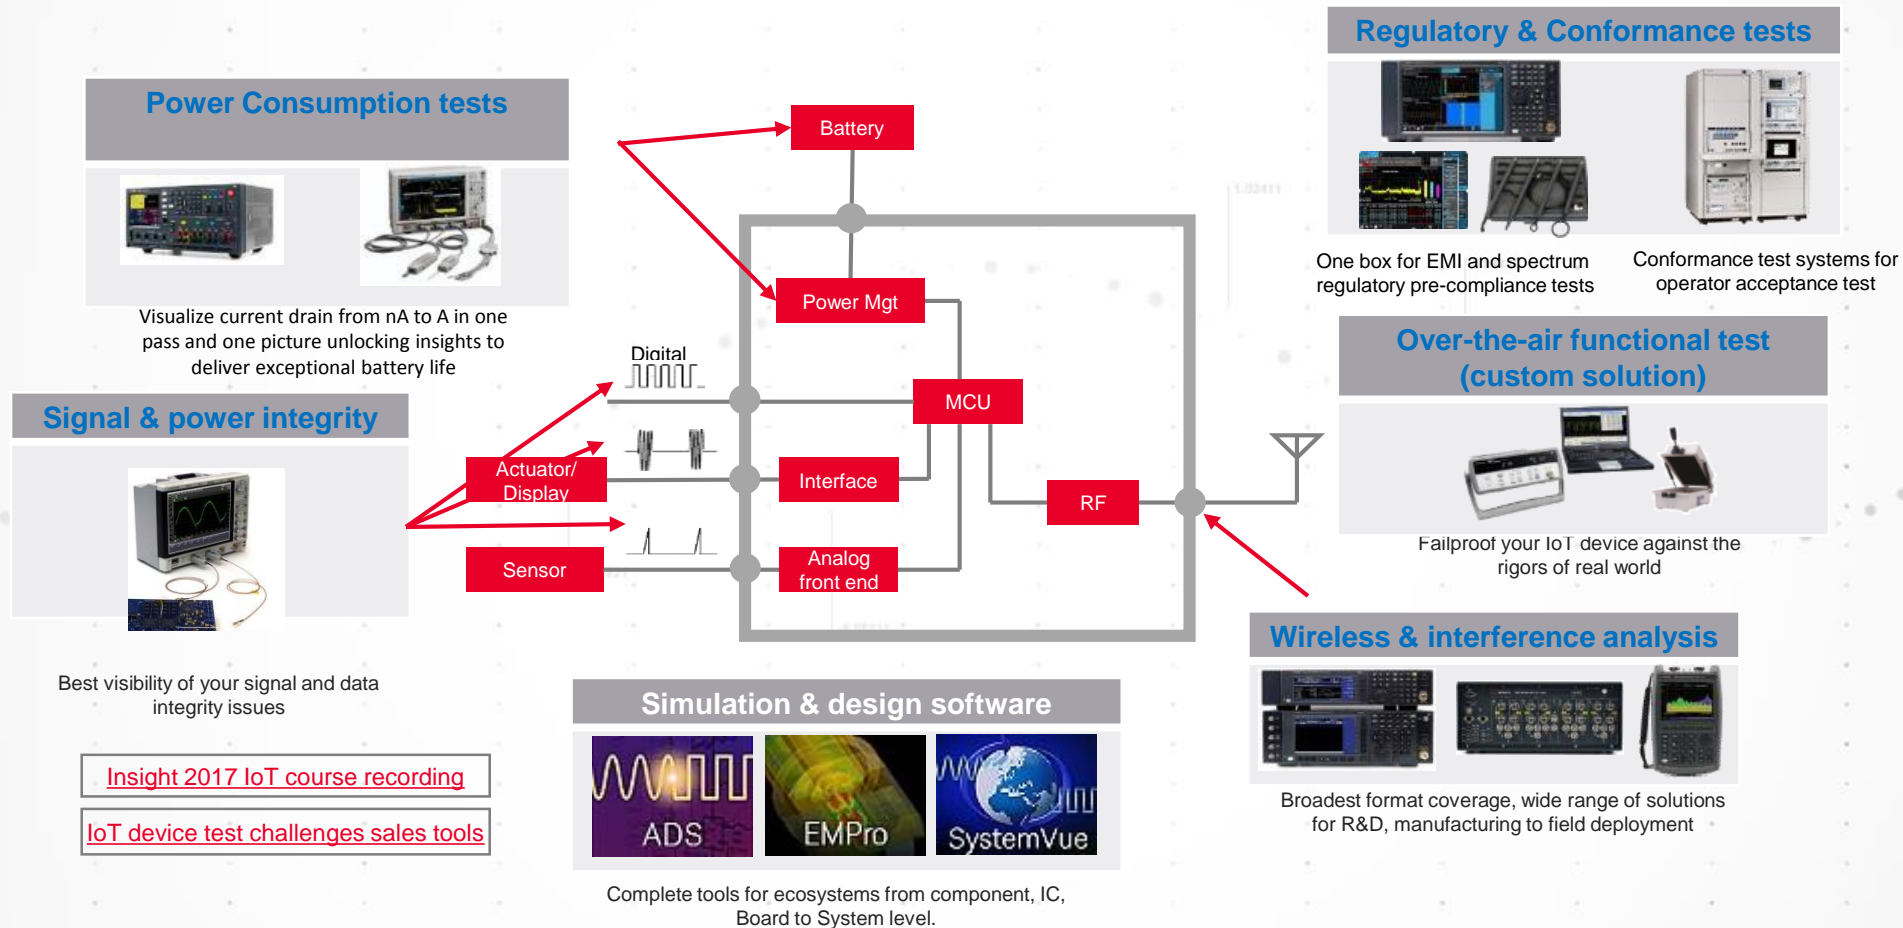 Regulatory & Conformance tests
Power Consumption tests
Battery
One box for EMI and spectrum
regulatory pre-compliance tests
Conformance test systems for
operator acceptance test
Power Mgt
Visualize current drain from nA to A in one
pass and one picture unlocking insights to
deliver exceptional battery life
Over-the-air functional test
(custom solution)
Digital
MCU
Signal & power integrity
Actuator/
Display
Interface
RF
Failproof your IoT device against the
rigors of real world
Sensor
Analog
front end
Wireless & interference analysis
Best visibility of your signal and data
integrity issues
Simulation & design software
Insight 2017 IoT course recording
IoT device test challenges sales tools
ADS
EMPro
SystemVue
Broadest format coverage, wide range of solutions
for R&D, manufacturing to field deployment
Complete tools for ecosystems from component, IC,
Board to System level.